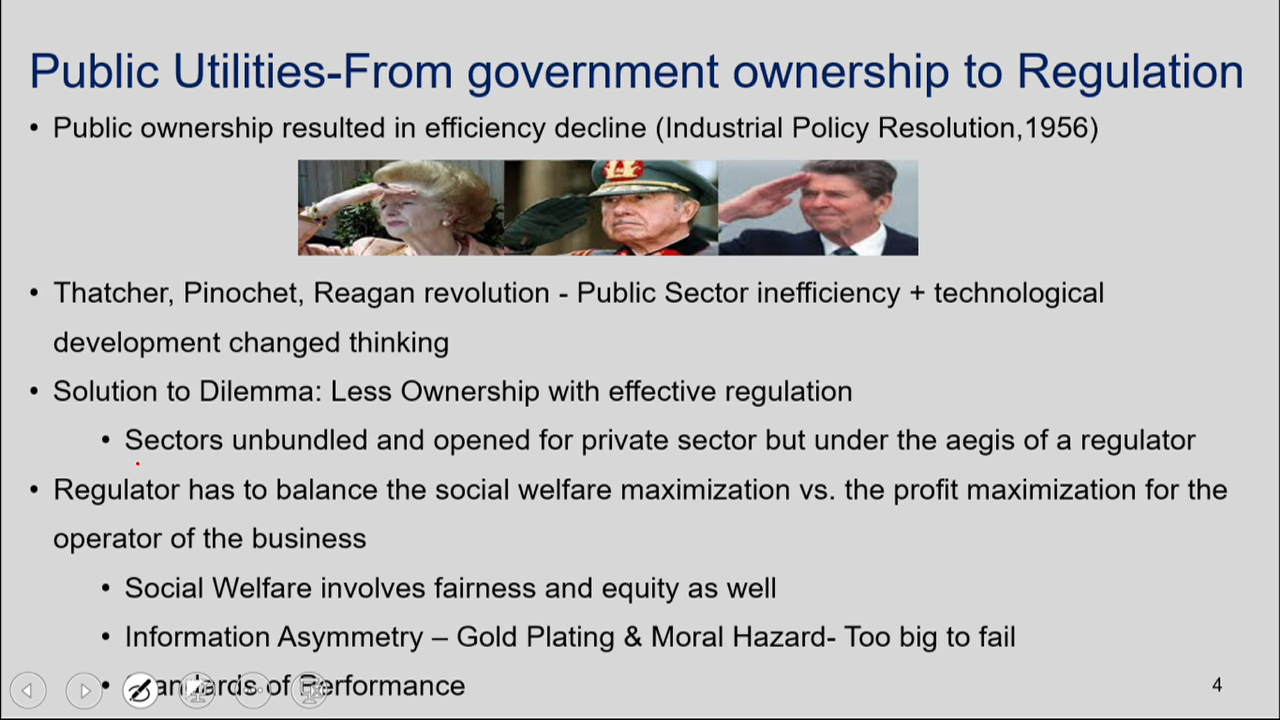 Public Utilities-From government ownership to Regulation
• Public ownership resulted in efficiency decline (Industrial Policy Resolution,1956)
• Thatcher, Pinochet, Reagan revolution - Public Sector inefficiency + technological
development changed thinking
• Solution to Dilemma: Less Ownership with effective regulation
• Sectors unbundled and opened for private sector but under the aegis of a regulator
• Regulator has to balance the social welfare maximization vs. the profit maximization for the
operator of the business
• Social Welfare involves fairness and equity as well
• Information Asymmetry – Gold Plating & Moral Hazard- Too big to fail
• Standards of Performance
4